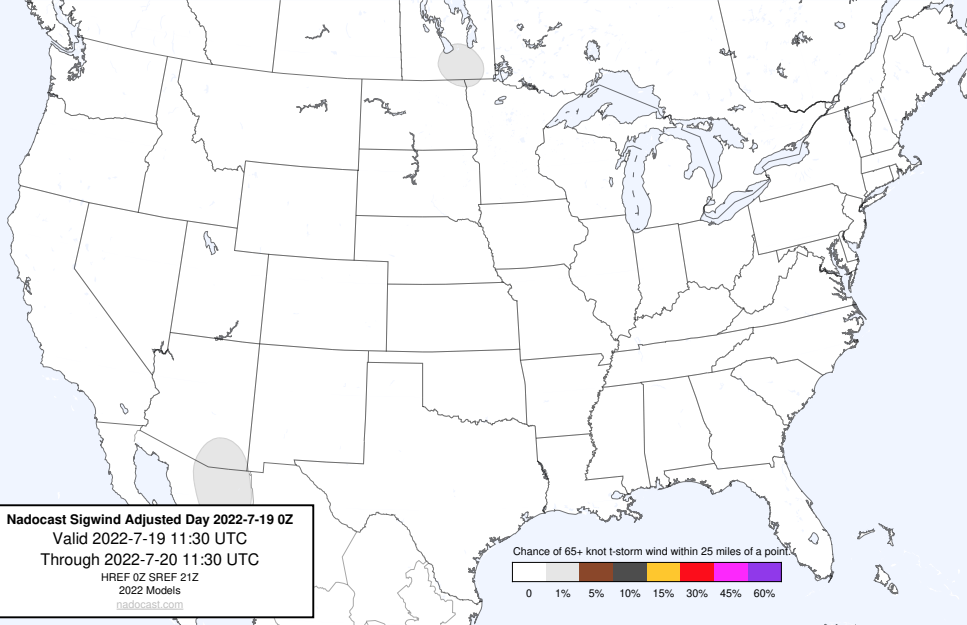 Nadocast Sigwind Adjusted Day 2022-7-19 0Z
Valid 2022-7-19 11:30 UTC
Through 2022-7-20 11:30 UTC
HREF 0Z SREF 21Z
2022 Models
nadocast.com
Chance of 65+ knot t-storm wind within 25 miles of a point.
0 1% 5% 10% 15% 30% 45% 60%